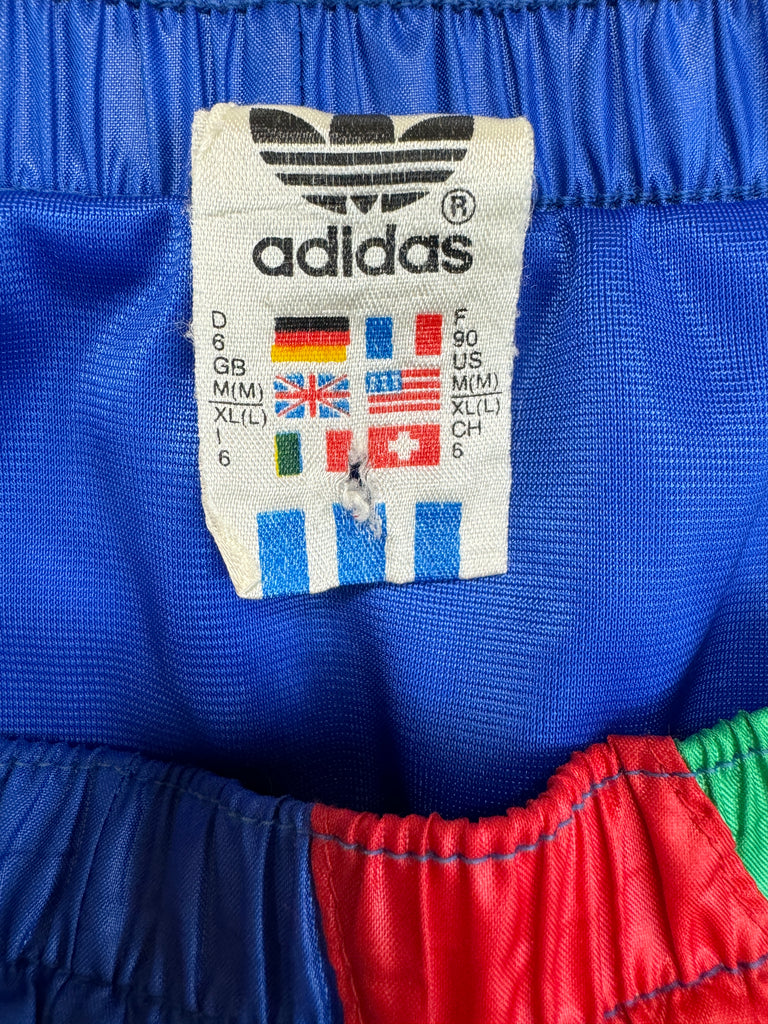 ®
adidas
D
6
GB
M(M)
XL(L)
I
6
F
90
US
M(M)
XL(L)
CH
6